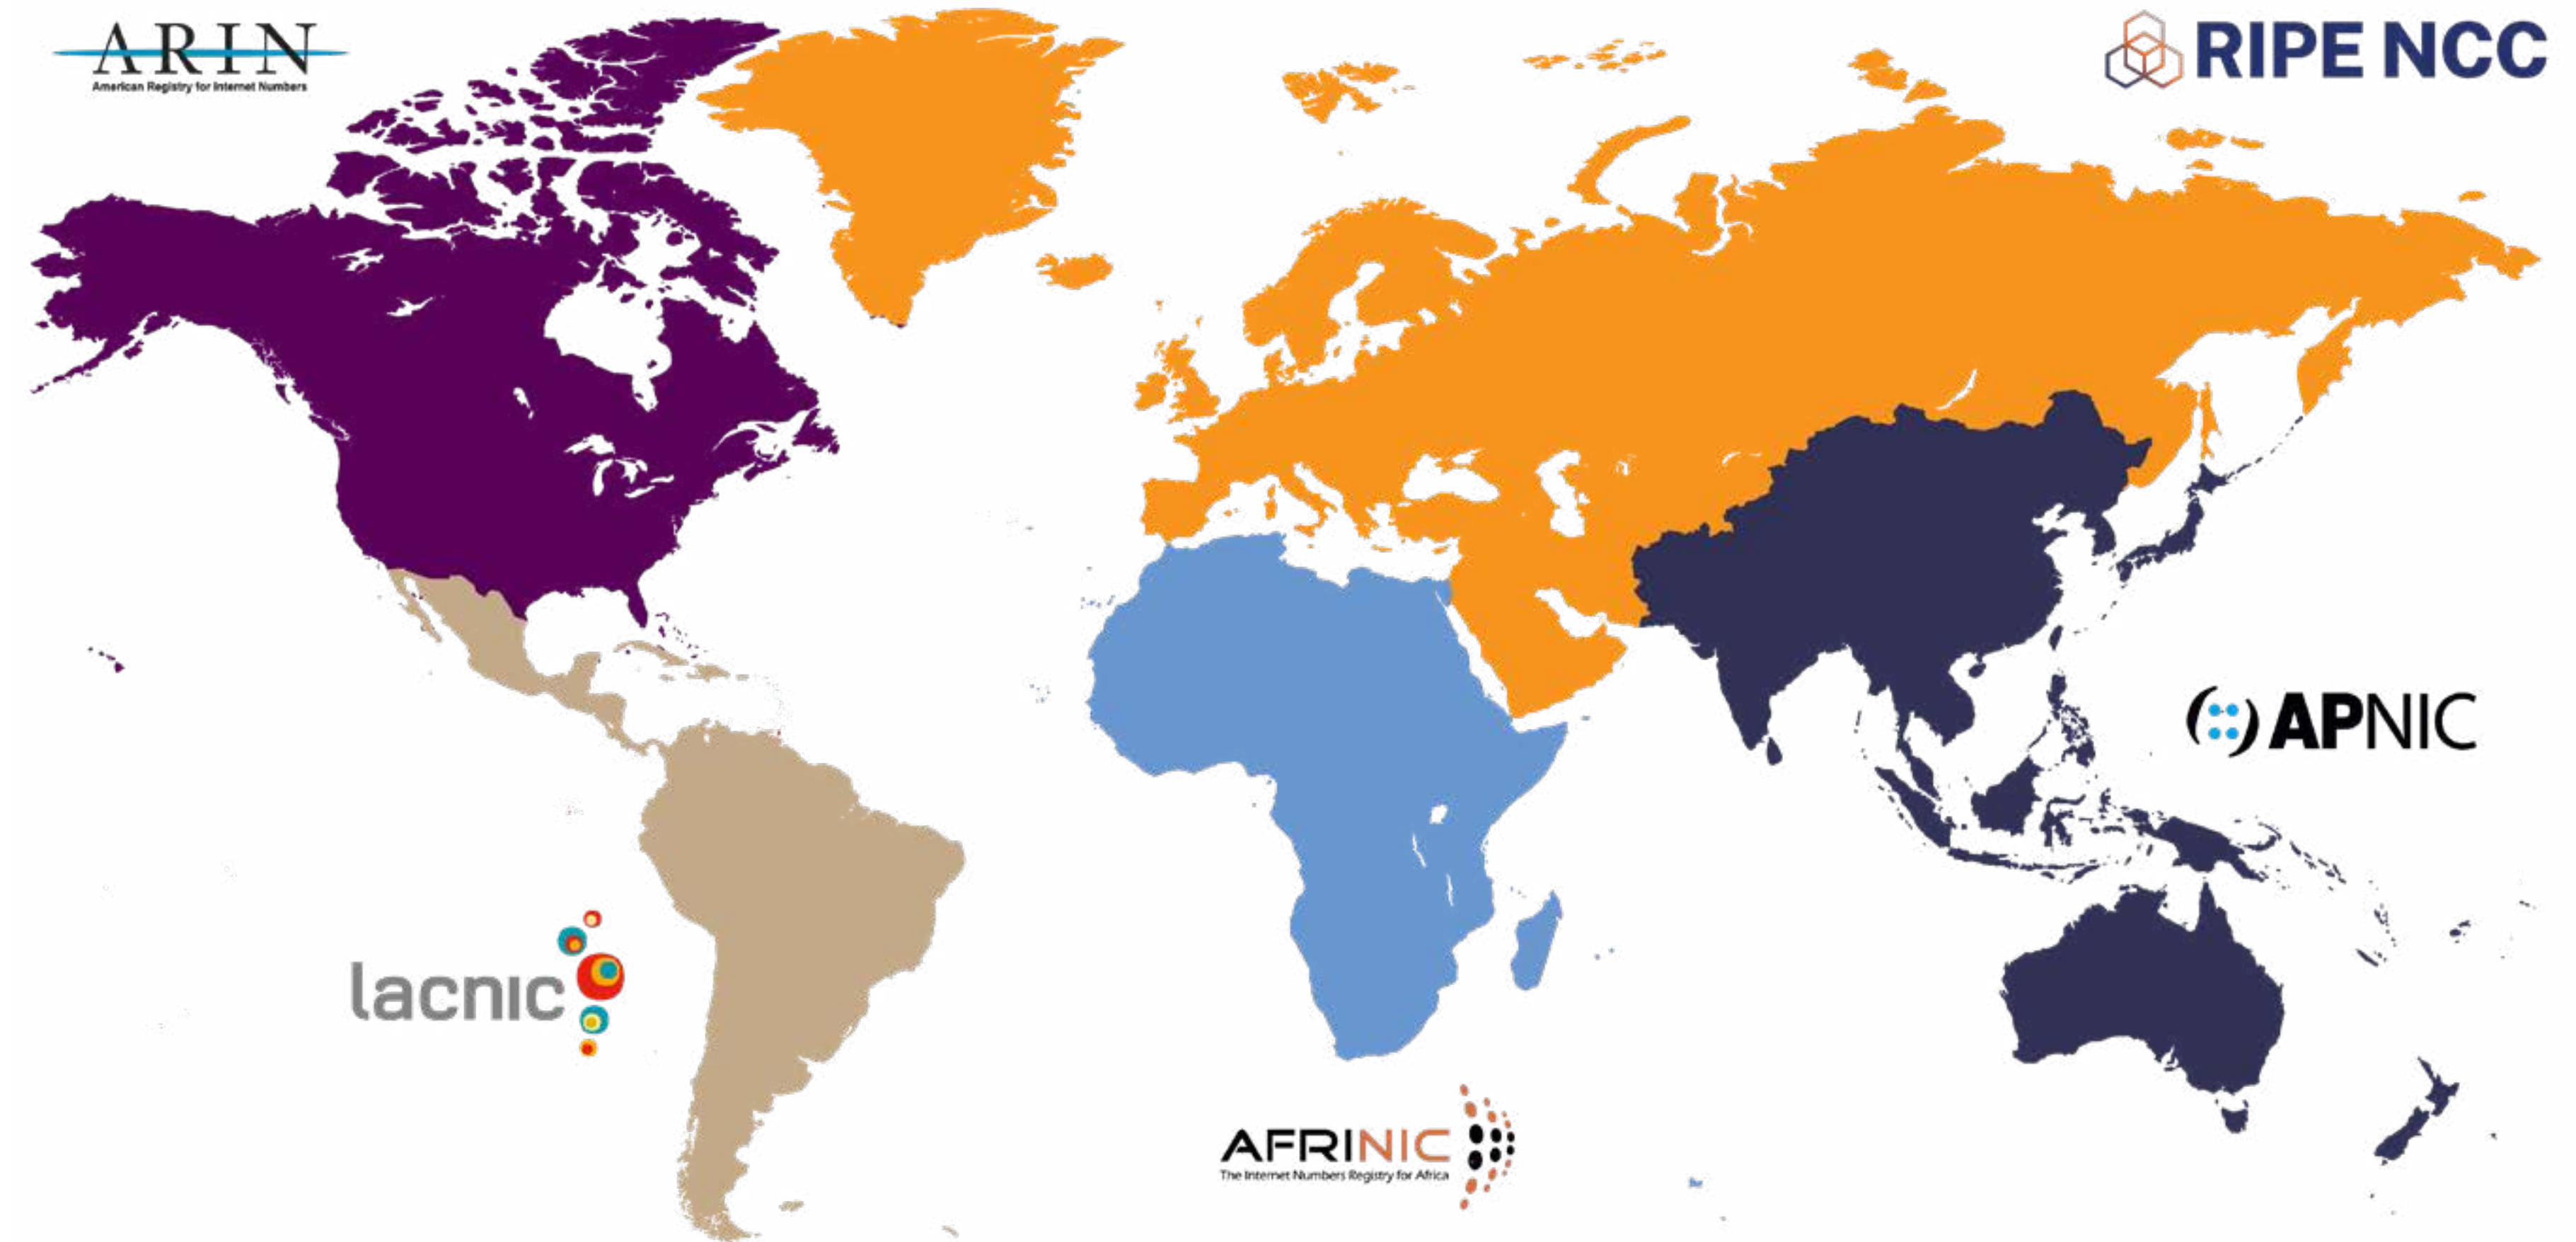 ARIN
American Registry for Internet Numbers
RIPE NCC
APNIC
lacnic
AFRINIC
The Internet Numbers Registry for Africa